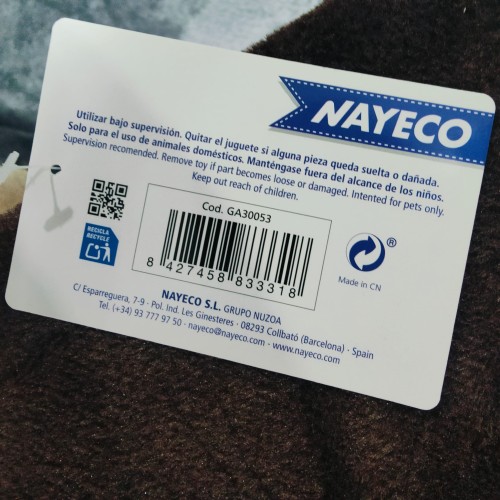 NAYECO
Utilizar bajo supervisión. Quitar el juguete si alguna pieza queda suelta o dañada.
Solo para el uso de animales domésticos. Manténgase fuera del alcance de los niños.
Supervision recomended. Remove toy if part becomes loose or damaged. Intented for pets only.
Keep out reach of children.
Cod. GA30053
RECICLA
RECYCLE
8 427458 833318
®
Made in CN
NAYECO S.L. GRUPO NUZOA
C/ Esparreguera, 7-9 · Pol. Ind. Les Ginesteres · 08293 Collbató (Barcelona) - Spain
Tel. (+34) 93 777 97 50 - nayeco@nayeco.com - www.nayeco.com